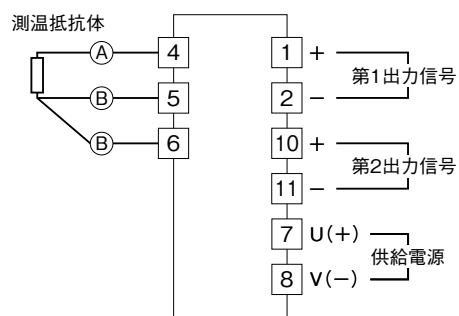 測温抵抗体
A 4
B 5
B 6
1 +
2 −
第1出力信号
10 +
11 −
第2出力信号
7 U(+)
8 V(−)
供給電源